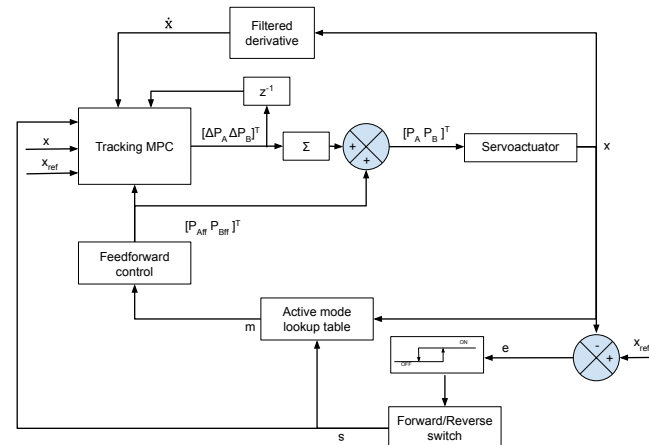 ẋ
Filtered
derivative
z⁻¹
x
x_ref
Tracking MPC
[ΔP_A ΔP_B]ᵀ
Σ
+
+
[P_A P_B ]ᵀ
Servoactuator
x
[P_Aff P_Bff ]ᵀ
Feedforward
control
m
Active mode
lookup table
ON
OFF
e
-
+
x_ref
s
Forward/Reverse
switch